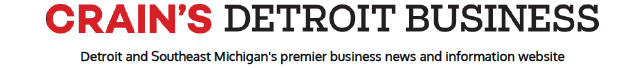 CRAIN'S DETROIT BUSINESS
Detroit and Southeast Michigan's premier business news and information website